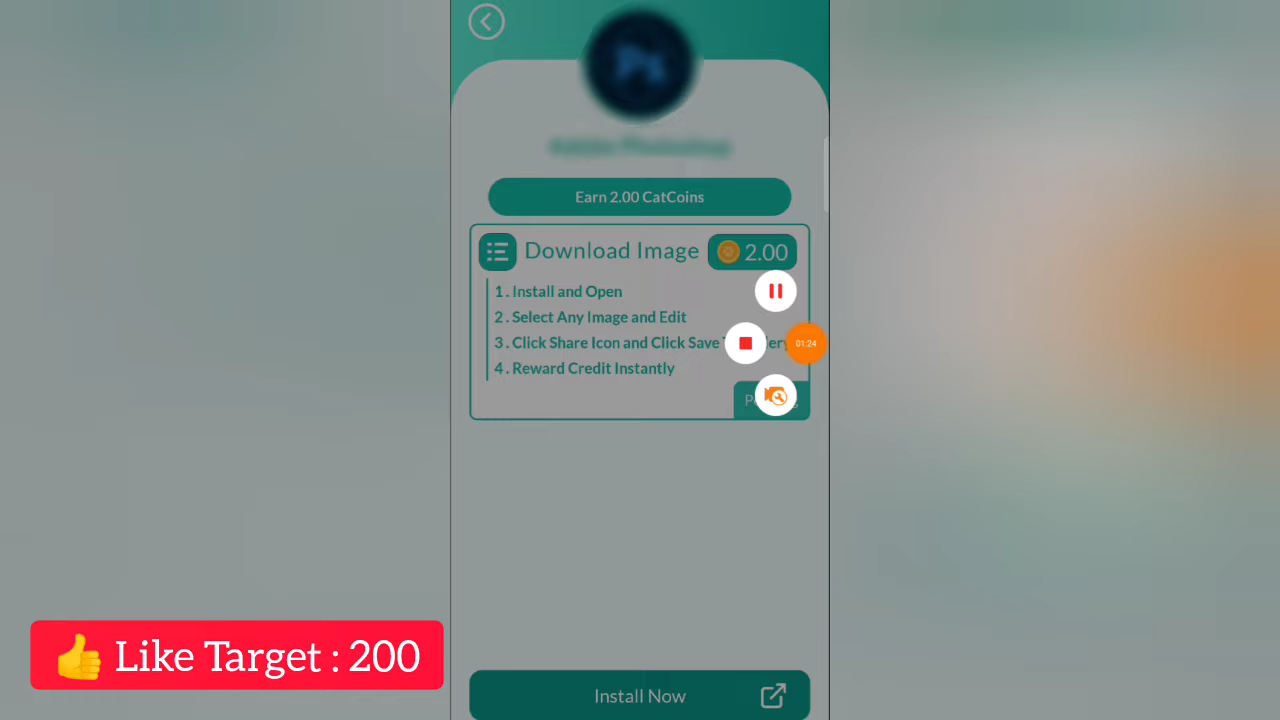 Earn 2.00 CatCoins
Download Image
2.00
1. Install and Open
2. Select Any Image and Edit
3. Click Share Icon and Click Save
01:24
4. Reward Credit Instantly
👍 Like Target : 200
Install Now